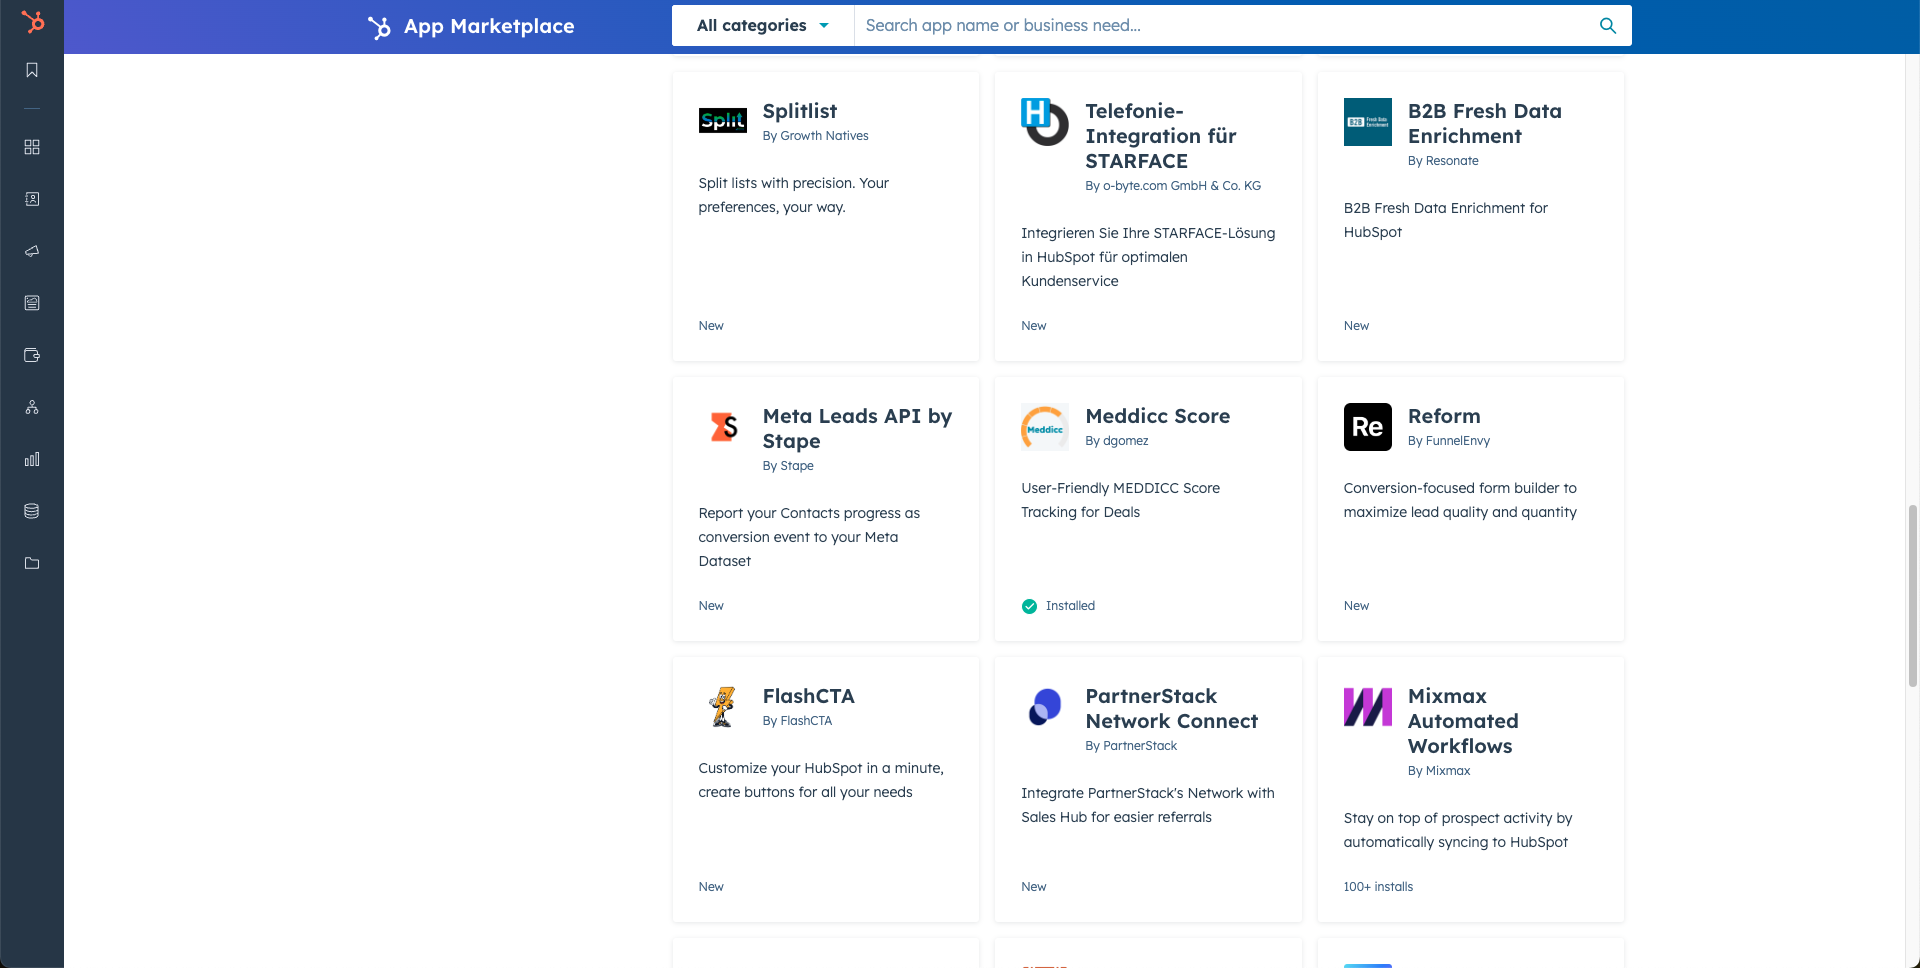 App Marketplace
All categories
Search app name or business need...
Split
Splitlist
By Growth Natives
Split lists with precision. Your
preferences, your way.
New
H
Telefonie-
Integration für
STARFACE
By o-byte.com GmbH & Co. KG
Integrieren Sie Ihre STARFACE-Lösung
in HubSpot für optimalen
Kundenservice
New
B2B Fresh Data
Enrichment
B2B Fresh Data
Enrichment
By Resonate
B2B Fresh Data Enrichment for
HubSpot
New
S
Meta Leads API by
Stape
By Stape
Report your Contacts progress as
conversion event to your Meta
Dataset
New
Meddicc
Meddicc Score
By dgomez
User-Friendly MEDDICC Score
Tracking for Deals
Installed
Re
Reform
By FunnelEnvy
Conversion-focused form builder to
maximize lead quality and quantity
New
FlashCTA
By FlashCTA
Customize your HubSpot in a minute,
create buttons for all your needs
New
PartnerStack
Network Connect
By PartnerStack
Integrate PartnerStack's Network with
Sales Hub for easier referrals
New
Mixmax
Automated
Workflows
By Mixmax
Stay on top of prospect activity by
automatically syncing to HubSpot
100+ installs